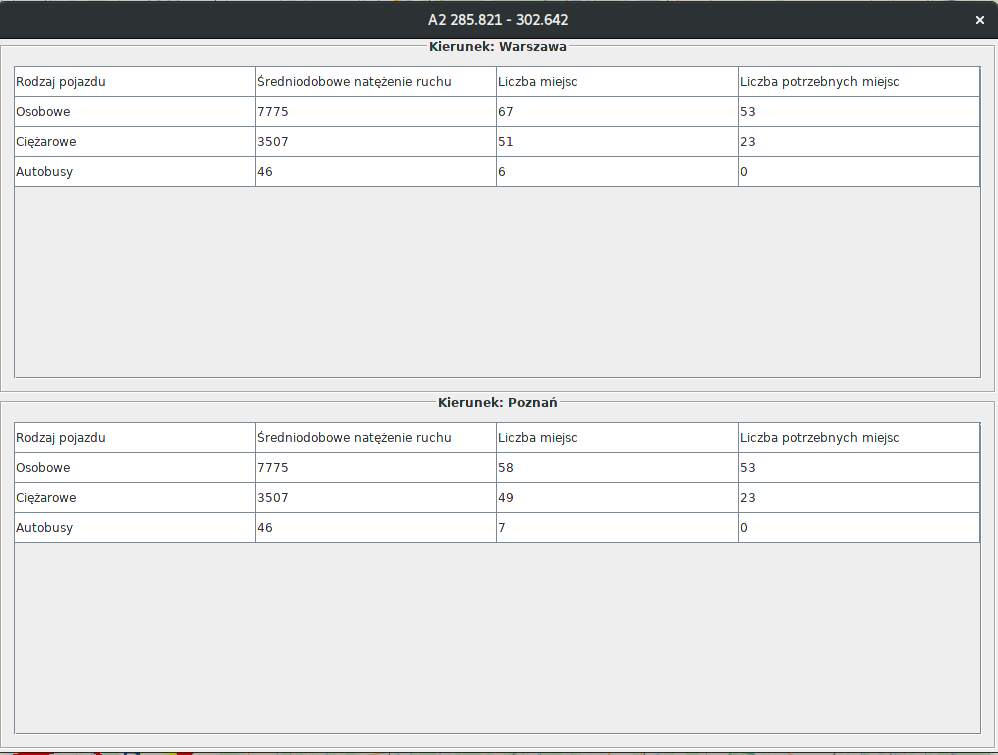 A2 285.821 - 302.642
Kierunek: Warszawa
Rodzaj pojazdu Średniodobowe natężenie ruchu Liczba miejsc Liczba potrzebnych miejsc
Osobowe 7775 67 53
Ciężarowe 3507 51 23
Autobusy 46 6 0
Kierunek: Poznań
Rodzaj pojazdu Średniodobowe natężenie ruchu Liczba miejsc Liczba potrzebnych miejsc
Osobowe 7775 58 53
Ciężarowe 3507 49 23
Autobusy 46 7 0